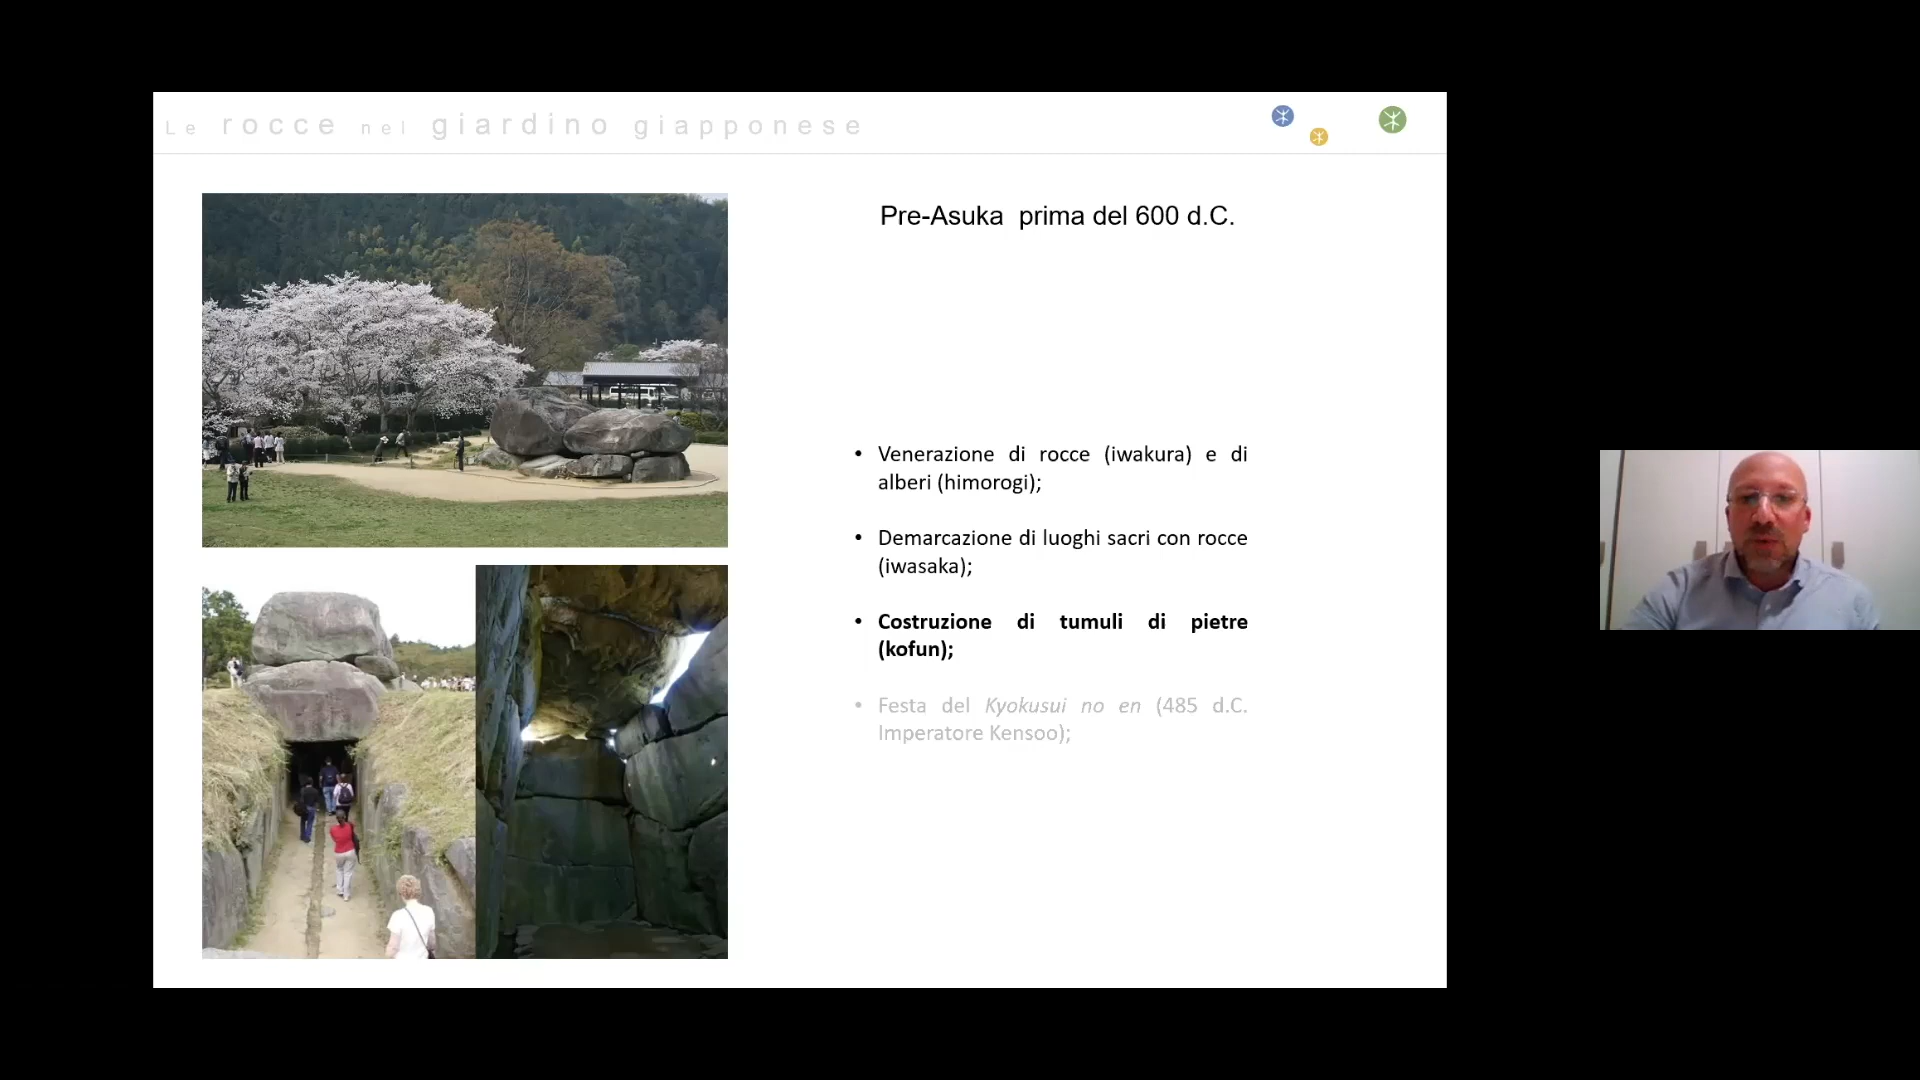 Le rocce nel giardino giapponese
Pre-Asuka prima del 600 d.C.
• Venerazione di rocce (iwakura) e di
alberi (himorogi);
• Demarcazione di luoghi sacri con rocce
(iwasaka);
• Costruzione di tumuli di pietre
(kofun);
• Festa del Kyokusui no en (485 d.C.
Imperatore Kensoo);